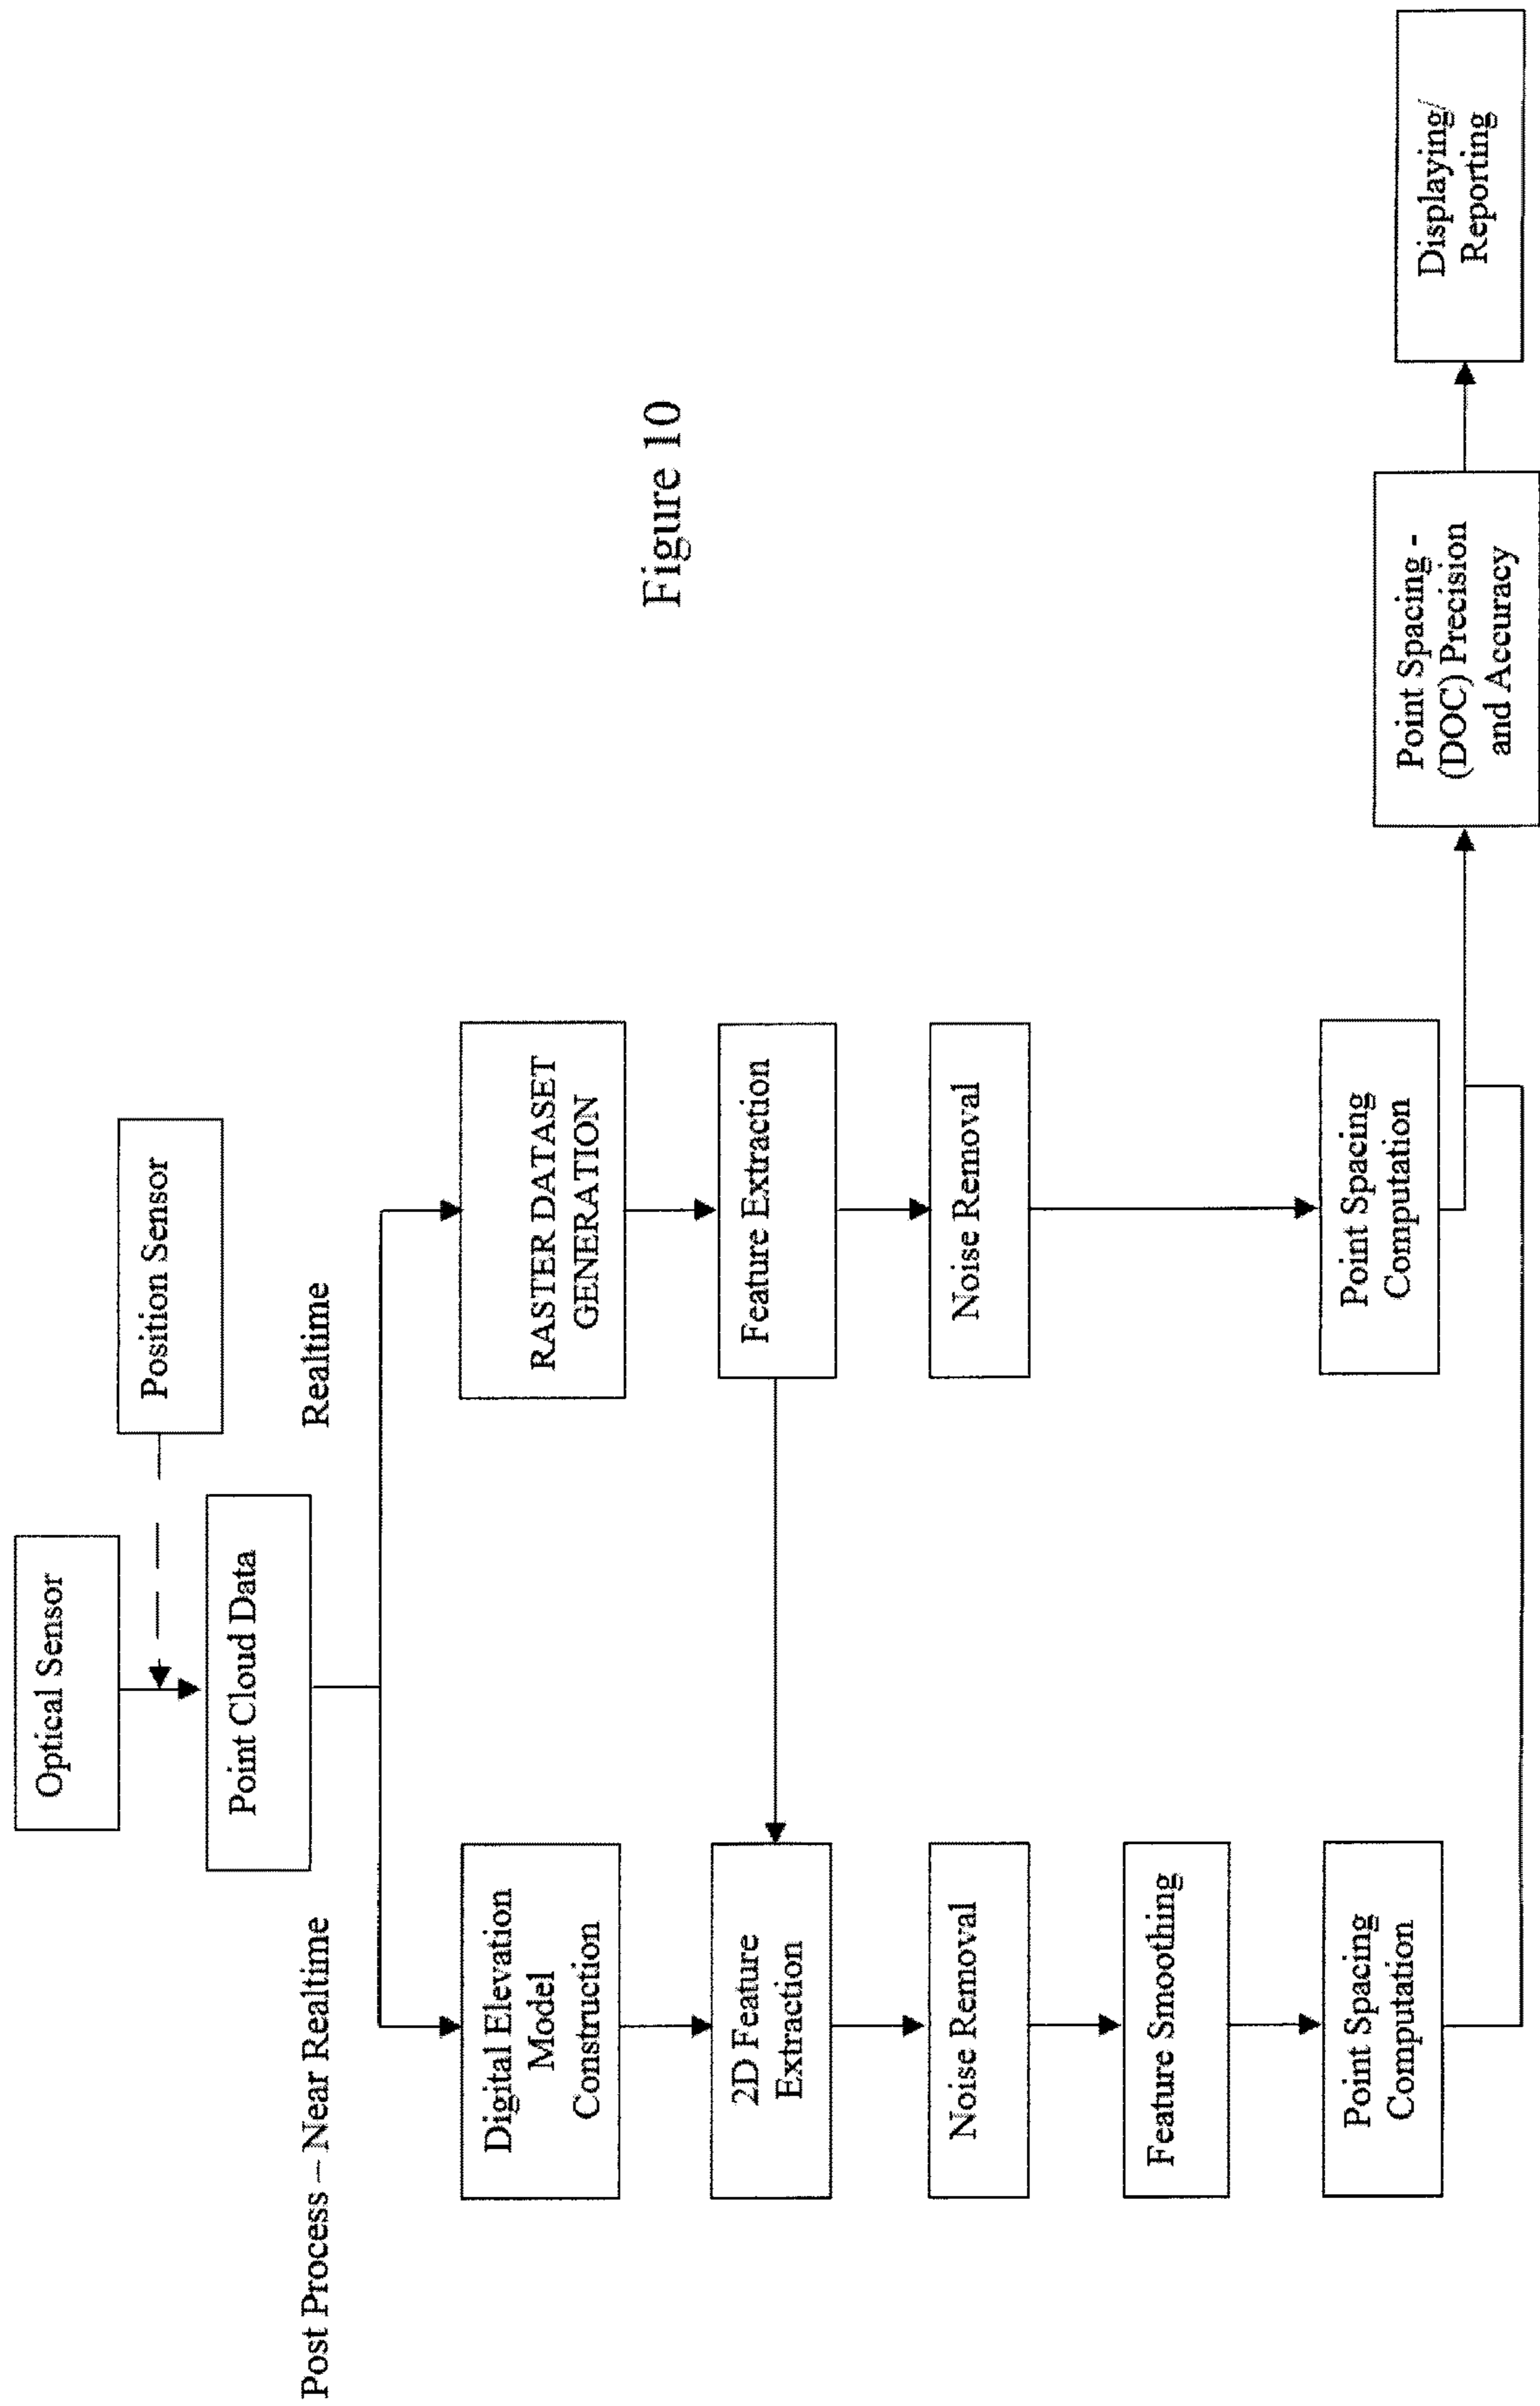 Optical Sensor
Position Sensor
Point Cloud Data
Post Process – Near Realtime
Realtime
Digital Elevation
Model
Construction
RASTER DATASET
GENERATION
2D Feature
Extraction
Feature Extraction
Noise Removal
Noise Removal
Feature Smoothing
Point Spacing
Computation
Point Spacing
Computation
Point Spacing -
(DOC) Precision
and Accuracy
Displaying/
Reporting
Figure 10